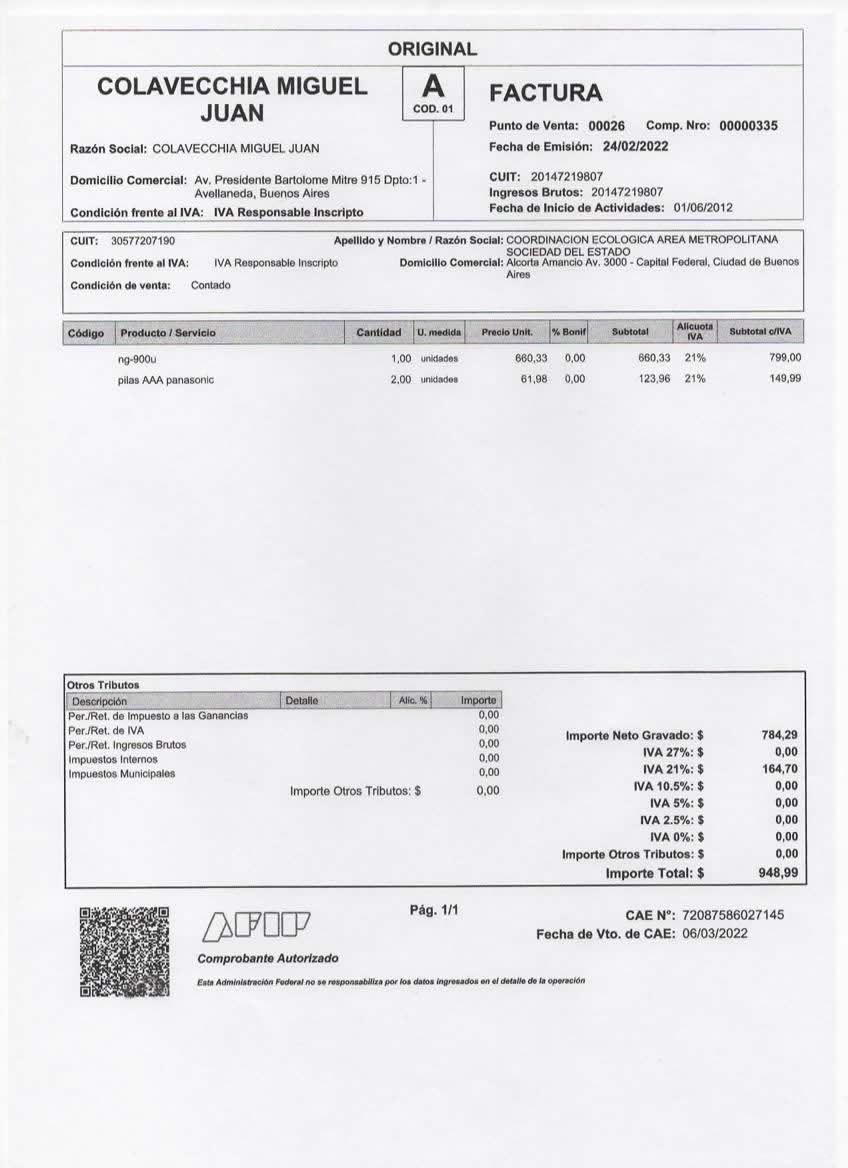 ORIGINAL
COLAVECCHIA MIGUEL
JUAN
A
COD. 01
FACTURA
Punto de Venta: 00026 Comp. Nro: 00000335
Razón Social: COLAVECCHIA MIGUEL JUAN
Fecha de Emisión: 24/02/2022
Domicilio Comercial: Av. Presidente Bartolome Mitre 915 Dpto:1 -
Avellaneda, Buenos Aires
Condición frente al IVA: IVA Responsable Inscripto
CUIT: 20147219807
Ingresos Brutos: 20147219807
Fecha de Inicio de Actividades: 01/06/2012
CUIT: 30577207190
Apellido y Nombre / Razón Social: COORDINACION ECOLOGICA AREA METROPOLITANA
SOCIEDAD DEL ESTADO
Condición frente al IVA: IVA Responsable Inscripto
Domicilio Comercial: Alcorta Amancio Av. 3000 - Capital Federal, Ciudad de Buenos
Aires
Condición de venta: Contado
Código Producto / Servicio Cantidad U. medida Precio Unit. % Bonif Subtotal Alicuota IVA Subtotal c/IVA
ng-900u 1,00 unidades 660,33 0,00 660,33 21% 799,00
pilas AAA panasonic 2,00 unidades 61,98 0,00 123,96 21% 149,99
Otros Tributos
Descripción Detalle Alic. % Importe
Per./Ret. de Impuesto a las Ganancias 0,00
Per./Ret. de IVA 0,00
Per./Ret. Ingresos Brutos 0,00
Impuestos Internos 0,00
Impuestos Municipales 0,00
Importe Otros Tributos: $ 0,00
Importe Neto Gravado: $ 784,29
IVA 27%: $ 0,00
IVA 21%: $ 164,70
IVA 10.5%: $ 0,00
IVA 5%: $ 0,00
IVA 2.5%: $ 0,00
IVA 0%: $ 0,00
Importe Otros Tributos: $ 0,00
Importe Total: $ 948,99
AFIP
Pág. 1/1
CAE N°: 72087586027145
Fecha de Vto. de CAE: 06/03/2022
Comprobante Autorizado
Esta Administración Federal no se responsabiliza por los datos ingresados en el detalle de la operación